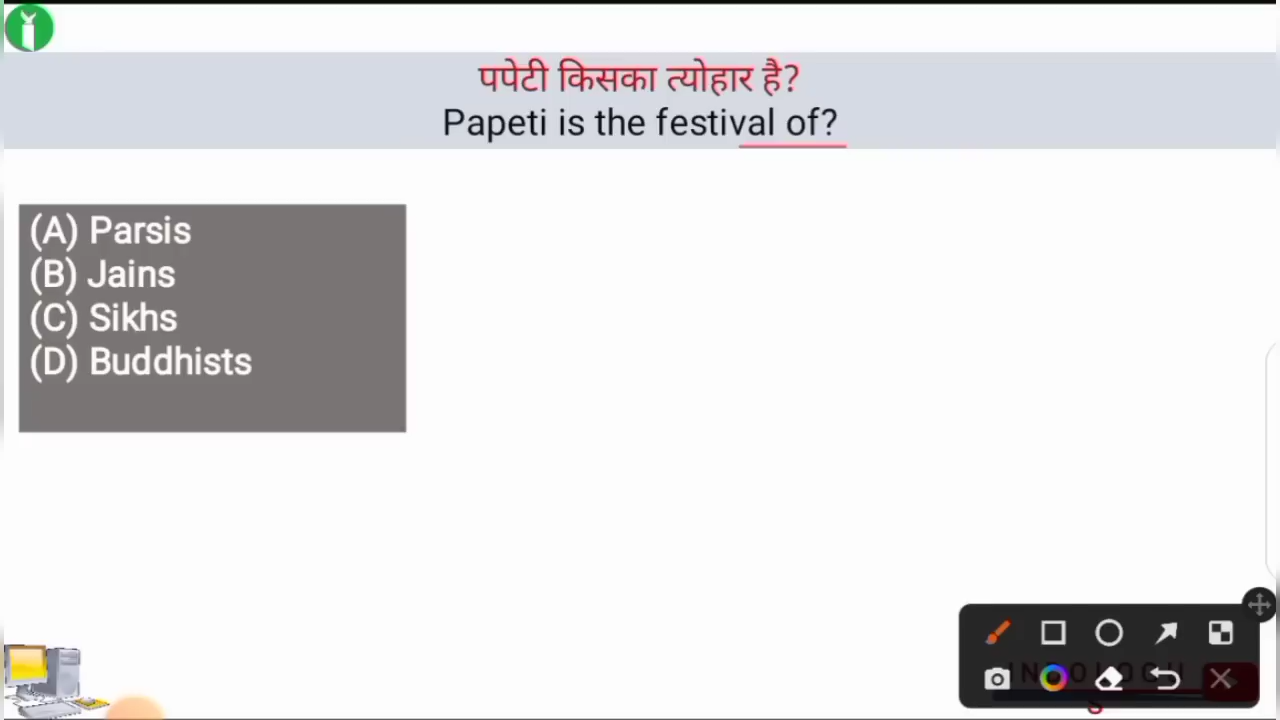 पपेटी किसका त्योहार है?
Papeti is the festival of?
(A) Parsis
(B) Jains
(C) Sikhs
(D) Buddhists